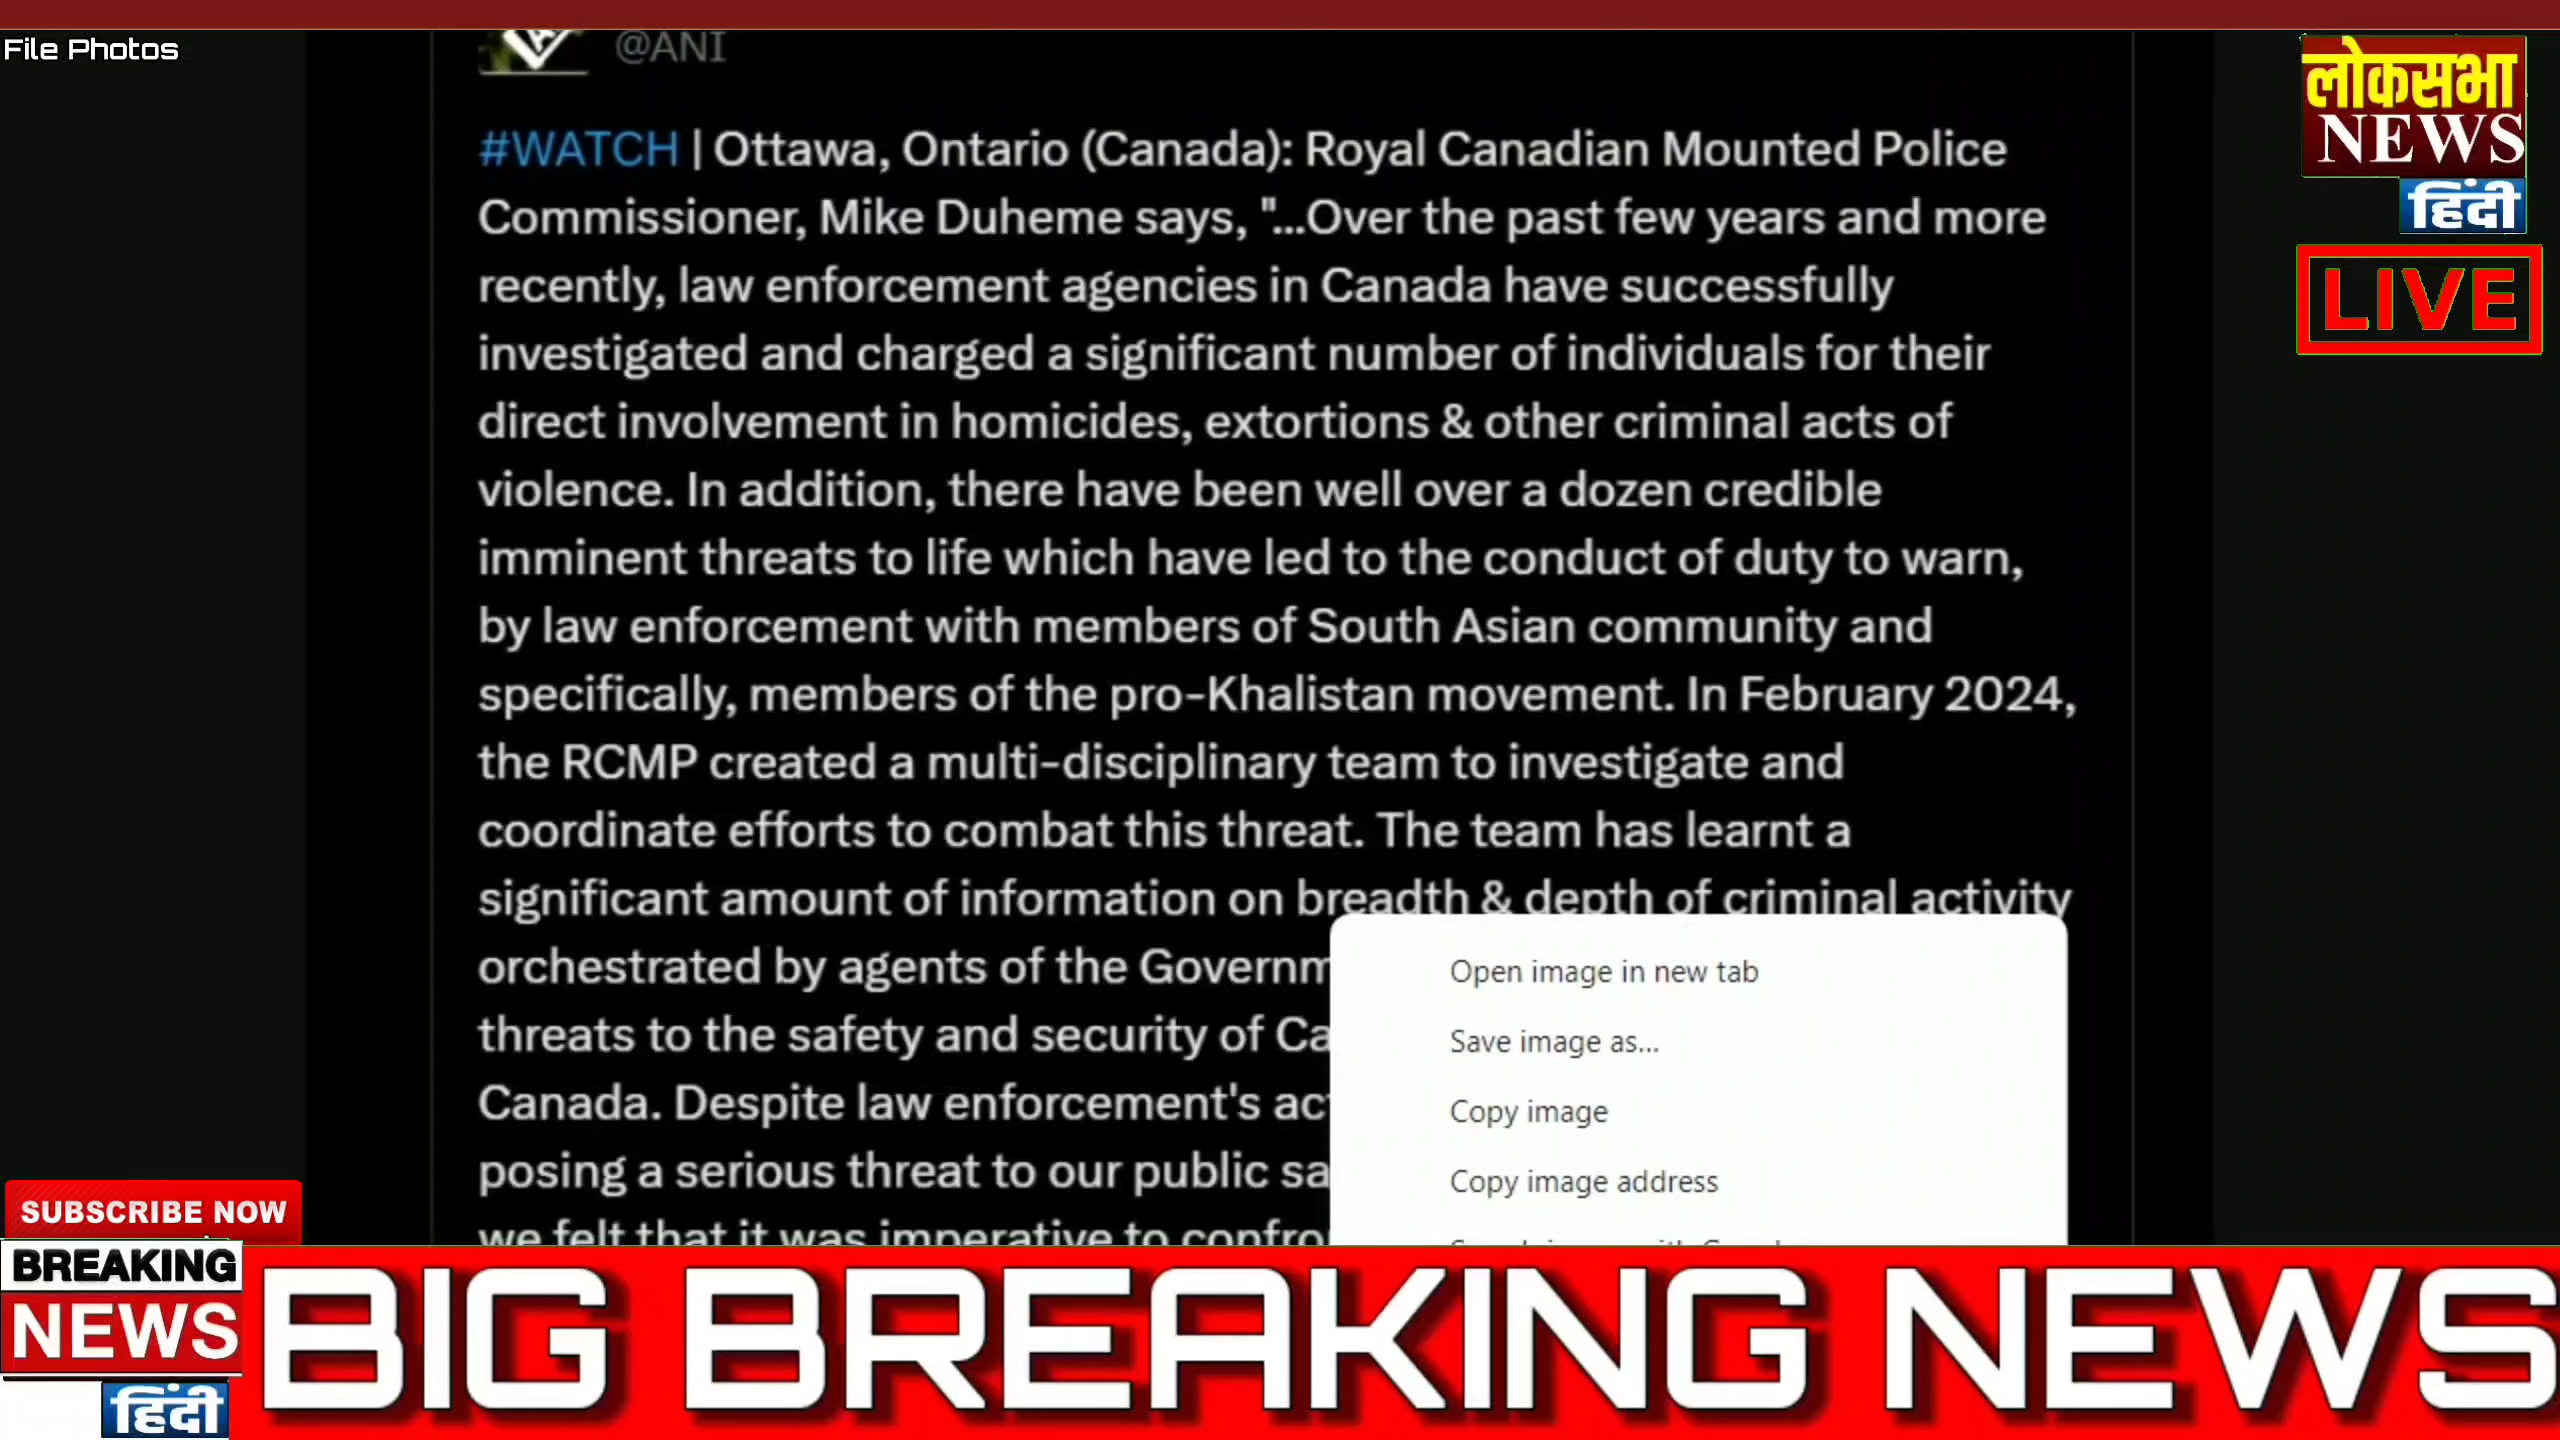 File Photos
@ANI
#WATCH | Ottawa, Ontario (Canada): Royal Canadian Mounted Police
Commissioner, Mike Duheme says, "...Over the past few years and more
recently, law enforcement agencies in Canada have successfully
investigated and charged a significant number of individuals for their
direct involvement in homicides, extortions & other criminal acts of
violence. In addition, there have been well over a dozen credible
imminent threats to life which have led to the conduct of duty to warn,
by law enforcement with members of South Asian community and
specifically, members of the pro-Khalistan movement. In February 2024,
the RCMP created a multi-disciplinary team to investigate and
coordinate efforts to combat this threat. The team has learnt a
significant amount of information on breadth & depth of criminal activity
orchestrated by agents of the
threats to the safety and security of
Canada. Despite law enforcement's
posing a serious threat to our public
we felt that it was imperative to
Open image in new tab
Save image as...
Copy image
Copy image address
लोकसभा
NEWS
हिंदी
LIVE
SUBSCRIBE NOW
BREAKING
NEWS
हिंदी
BIG BREAKING NEWS